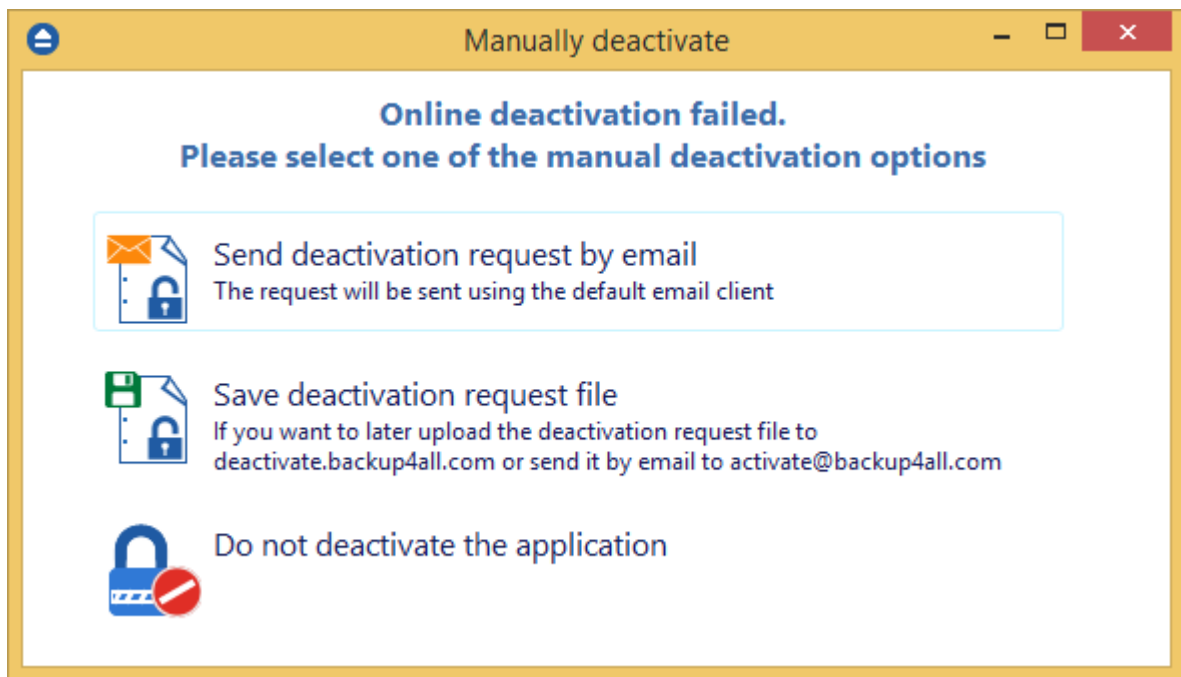 Manually deactivate
Online deactivation failed.
Please select one of the manual deactivation options
Send deactivation request by email
The request will be sent using the default email client
Save deactivation request file
If you want to later upload the deactivation request file to
deactivate.backup4all.com or send it by email to activate@backup4all.com
Do not deactivate the application